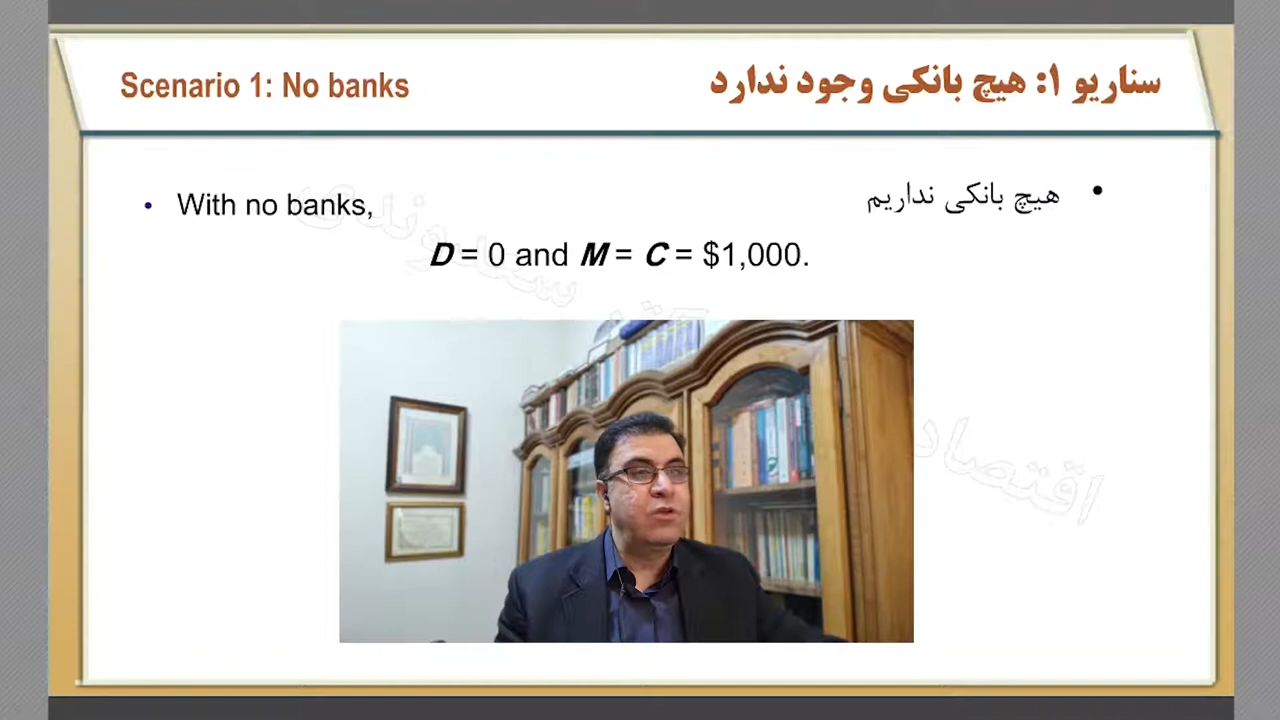 Scenario 1: No banks
سناریو ۱: هیچ بانکی وجود ندارد
• With no banks,
• هیچ بانکی نداریم
D = 0 and M = C = $1,000.
اقتصاد